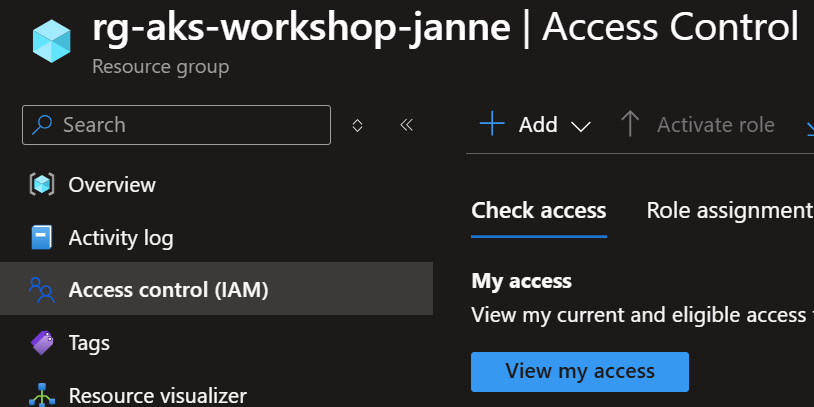 rg-aks-workshop-janne | Access Control
Resource group
Search
Add
Activate role
Overview
Activity log
Access control (IAM)
Tags
Resource visualizer
Check access
Role assignment
My access
View my current and eligible access
View my access